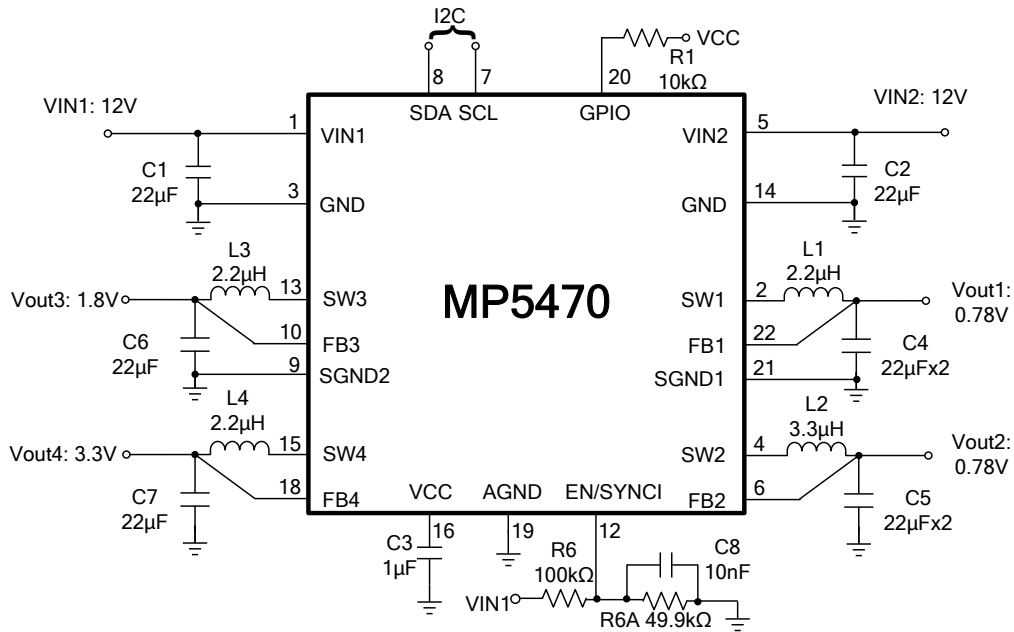 I2C
VCC
R1
10kΩ
8
7
20
SDA SCL
GPIO
VIN1: 12V
VIN2: 12V
1
VIN1
VIN2
5
C1
22µF
C2
22µF
3
GND
GND
14
L3
2.2µH
L1
2.2µH
Vout3: 1.8V
13
SW3
MP5470
SW1
2
Vout1:
0.78V
10
FB3
FB1
22
C6
22µF
C4
22µFx2
9
SGND2
SGND1
21
L4
2.2µH
L2
3.3µH
Vout4: 3.3V
15
SW4
SW2
4
Vout2:
0.78V
18
FB4
FB2
6
C7
22µF
C5
22µFx2
VCC
AGND
EN/SYNCI
16
19
12
C3
1µF
R6
100kΩ
C8
10nF
VIN1
R6A 49.9kΩ